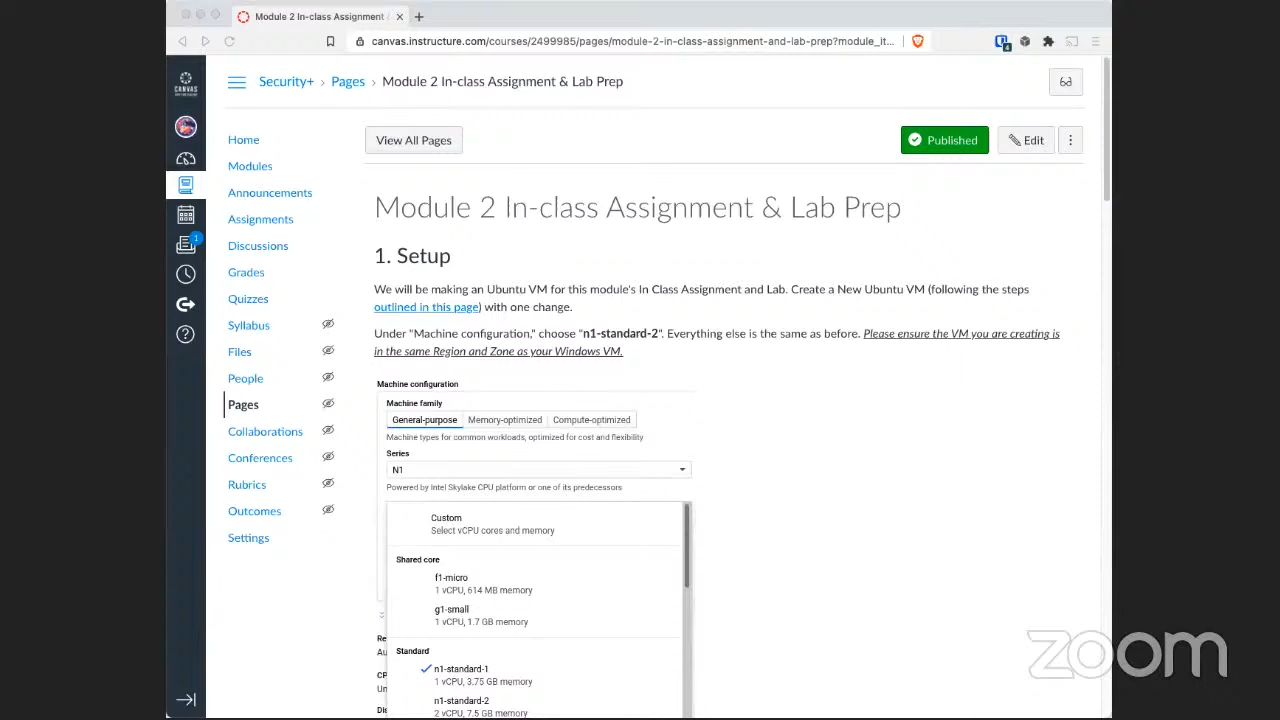 Module 2 In-class Assignment
canvas.instructure.com/courses/2499985/pages/module-2-in-class-assignment-and-lab-prep?module_it...
CANVAS
Security+ › Pages › Module 2 In-class Assignment & Lab Prep
View All Pages
Published
Edit
Home
Modules
Announcements
Assignments
Discussions
Grades
Quizzes
Syllabus
Files
People
Pages
Collaborations
Conferences
Rubrics
Outcomes
Settings
1
Module 2 In-class Assignment & Lab Prep
1. Setup
We will be making an Ubuntu VM for this module's In Class Assignment and Lab. Create a New Ubuntu VM (following the steps
outlined in this page) with one change.
Under "Machine configuration," choose "n1-standard-2". Everything else is the same as before. Please ensure the VM you are creating is
in the same Region and Zone as your Windows VM.
Machine configuration
Machine family
General-purpose Memory-optimized Compute-optimized
Machine types for common workloads, optimized for cost and flexibility
Series
N1
Powered by Intel Skylake CPU platform or one of its predecessors
Custom
Select vCPU cores and memory
Shared core
f1-micro
1 vCPU, 614 MB memory
g1-small
1 vCPU, 1.7 GB memory
Standard
n1-standard-1
1 vCPU, 3.75 GB memory
n1-standard-2
2 vCPU, 7.5 GB memory
zoom